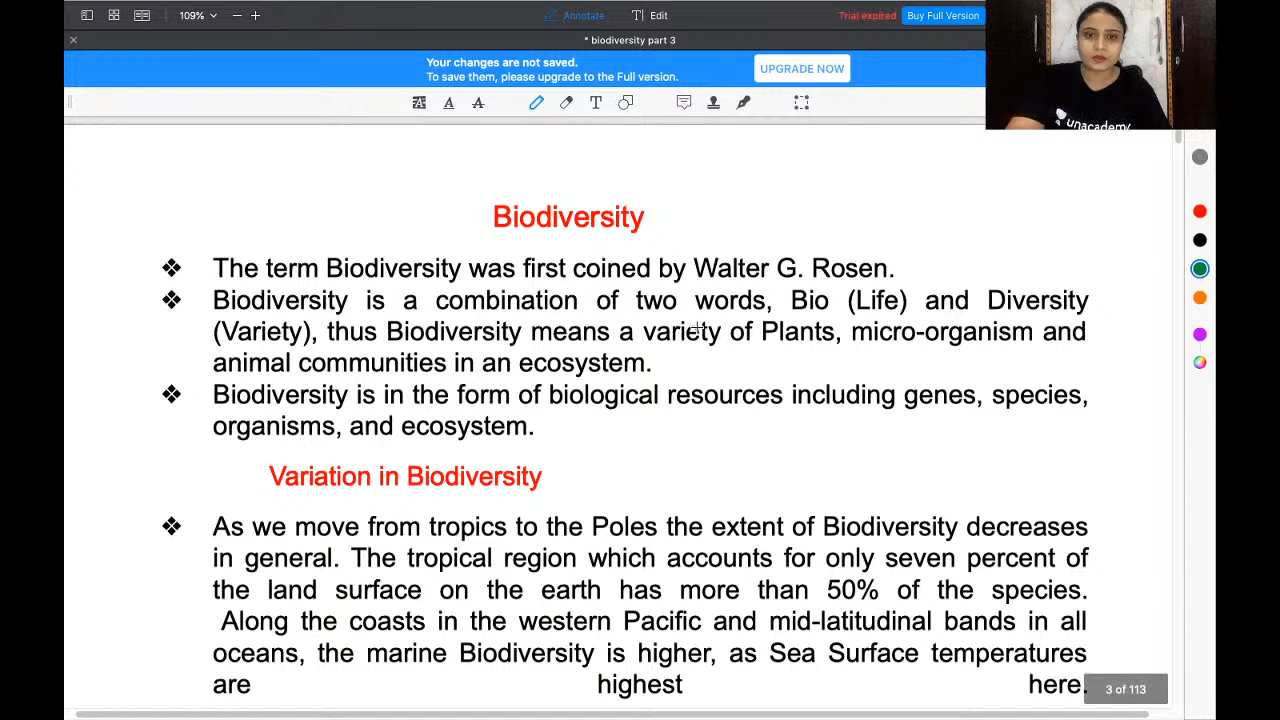 109%
Annotate
Edit
Trial expired
Buy Full Version
* biodiversity part 3
Your changes are not saved.
To save them, please upgrade to the Full version.
UPGRADE NOW
unacademy
Biodiversity
❖ The term Biodiversity was first coined by Walter G. Rosen.
❖ Biodiversity is a combination of two words, Bio (Life) and Diversity
(Variety), thus Biodiversity means a variety of Plants, micro-organism and
animal communities in an ecosystem.
❖ Biodiversity is in the form of biological resources including genes, species,
organisms, and ecosystem.
Variation in Biodiversity
❖ As we move from tropics to the Poles the extent of Biodiversity decreases
in general. The tropical region which accounts for only seven percent of
the land surface on the earth has more than 50% of the species.
Along the coasts in the western Pacific and mid-latitudinal bands in all
oceans, the marine Biodiversity is higher, as Sea Surface temperatures
are highest here.
3 of 113